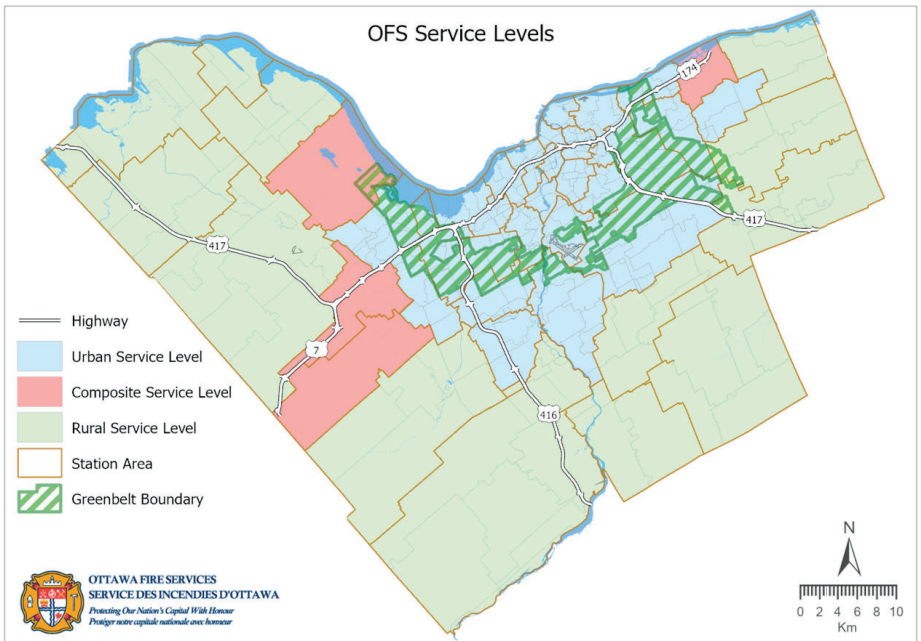 OFS Service Levels
174
417
417
7
416
Highway
Urban Service Level
Composite Service Level
Rural Service Level
Station Area
Greenbelt Boundary
OTTAWA FIRE SERVICES
SERVICE DES INCENDIES D'OTTAWA
Protecting Our Nation's Capital With Honour
Protéger notre capitale nationale avec honneur
N
0 2 4 6 8 10
Km